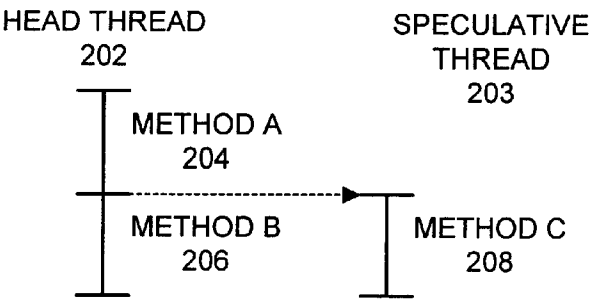 HEAD THREAD
202
SPECULATIVE
THREAD
203
METHOD A
204
METHOD B
206
METHOD C
208